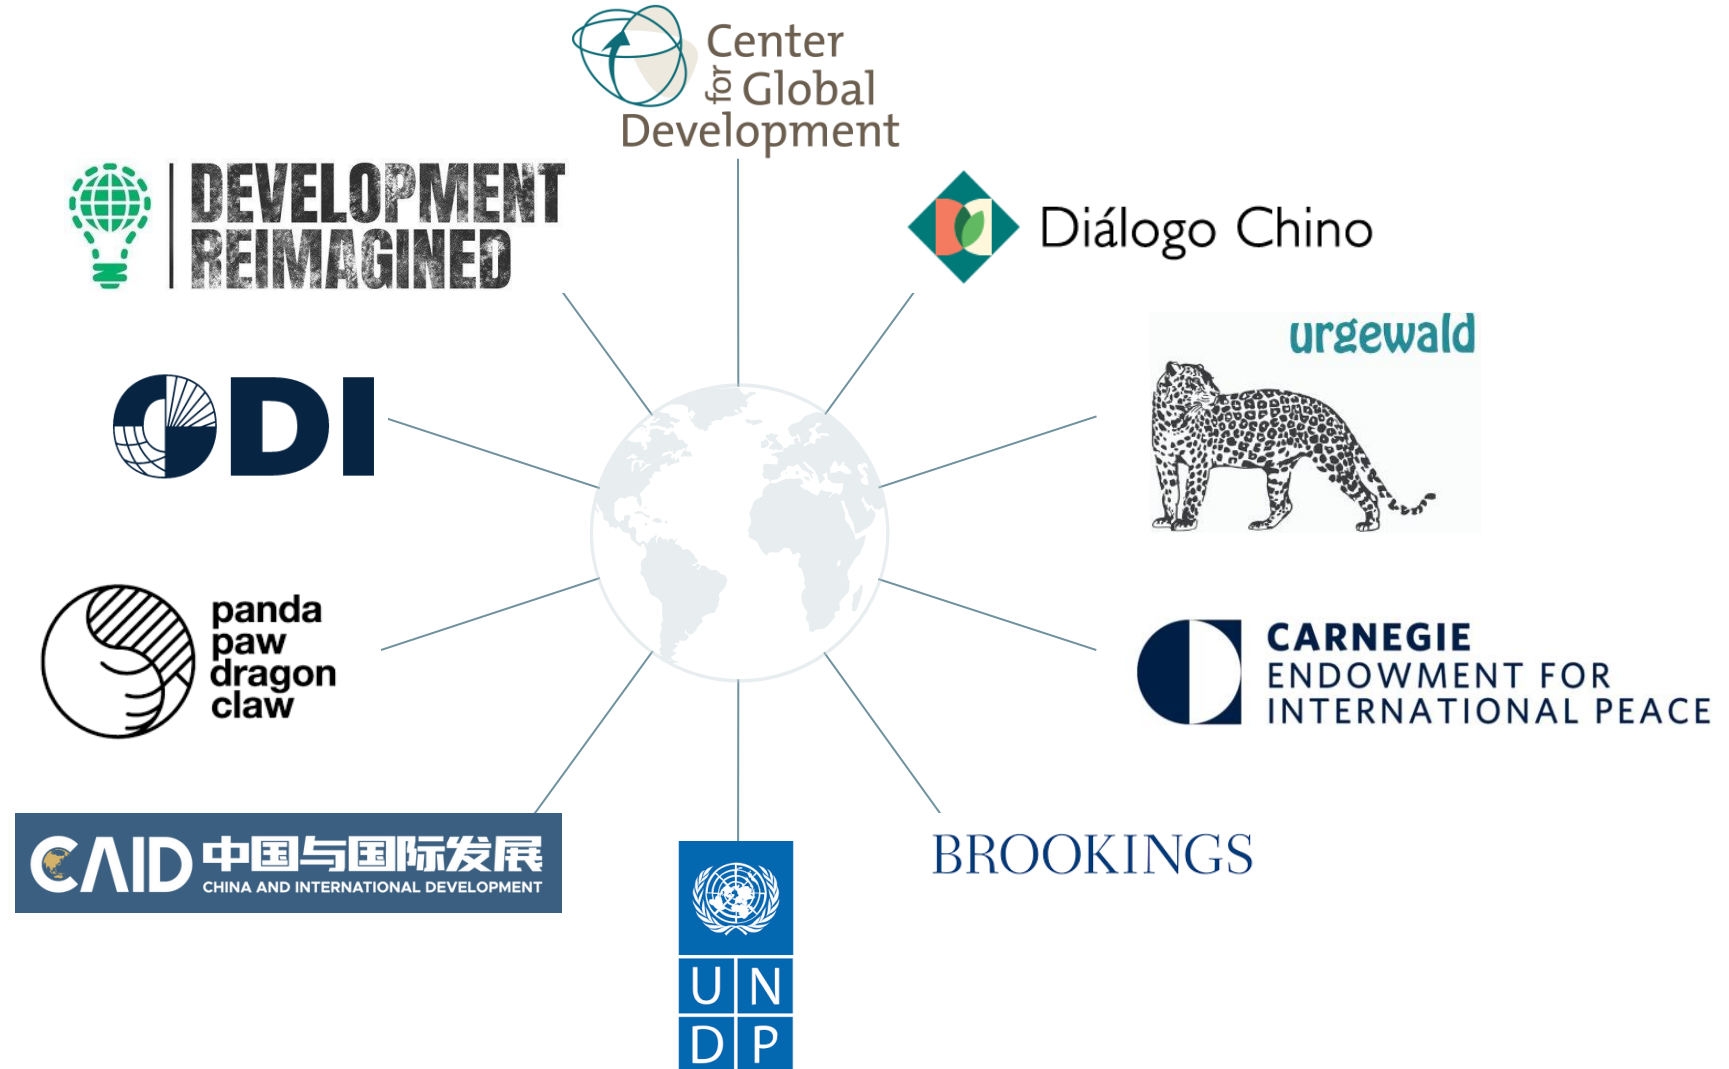 Center
for Global
Development
DEVELOPMENT
REIMAGINED
Diálogo Chino
urgewald
ODI
panda
paw
dragon
claw
CARNEGIE
ENDOWMENT FOR
INTERNATIONAL PEACE
CAID 中国与国际发展
CHINA AND INTERNATIONAL DEVELOPMENT
BROOKINGS
U N
D P